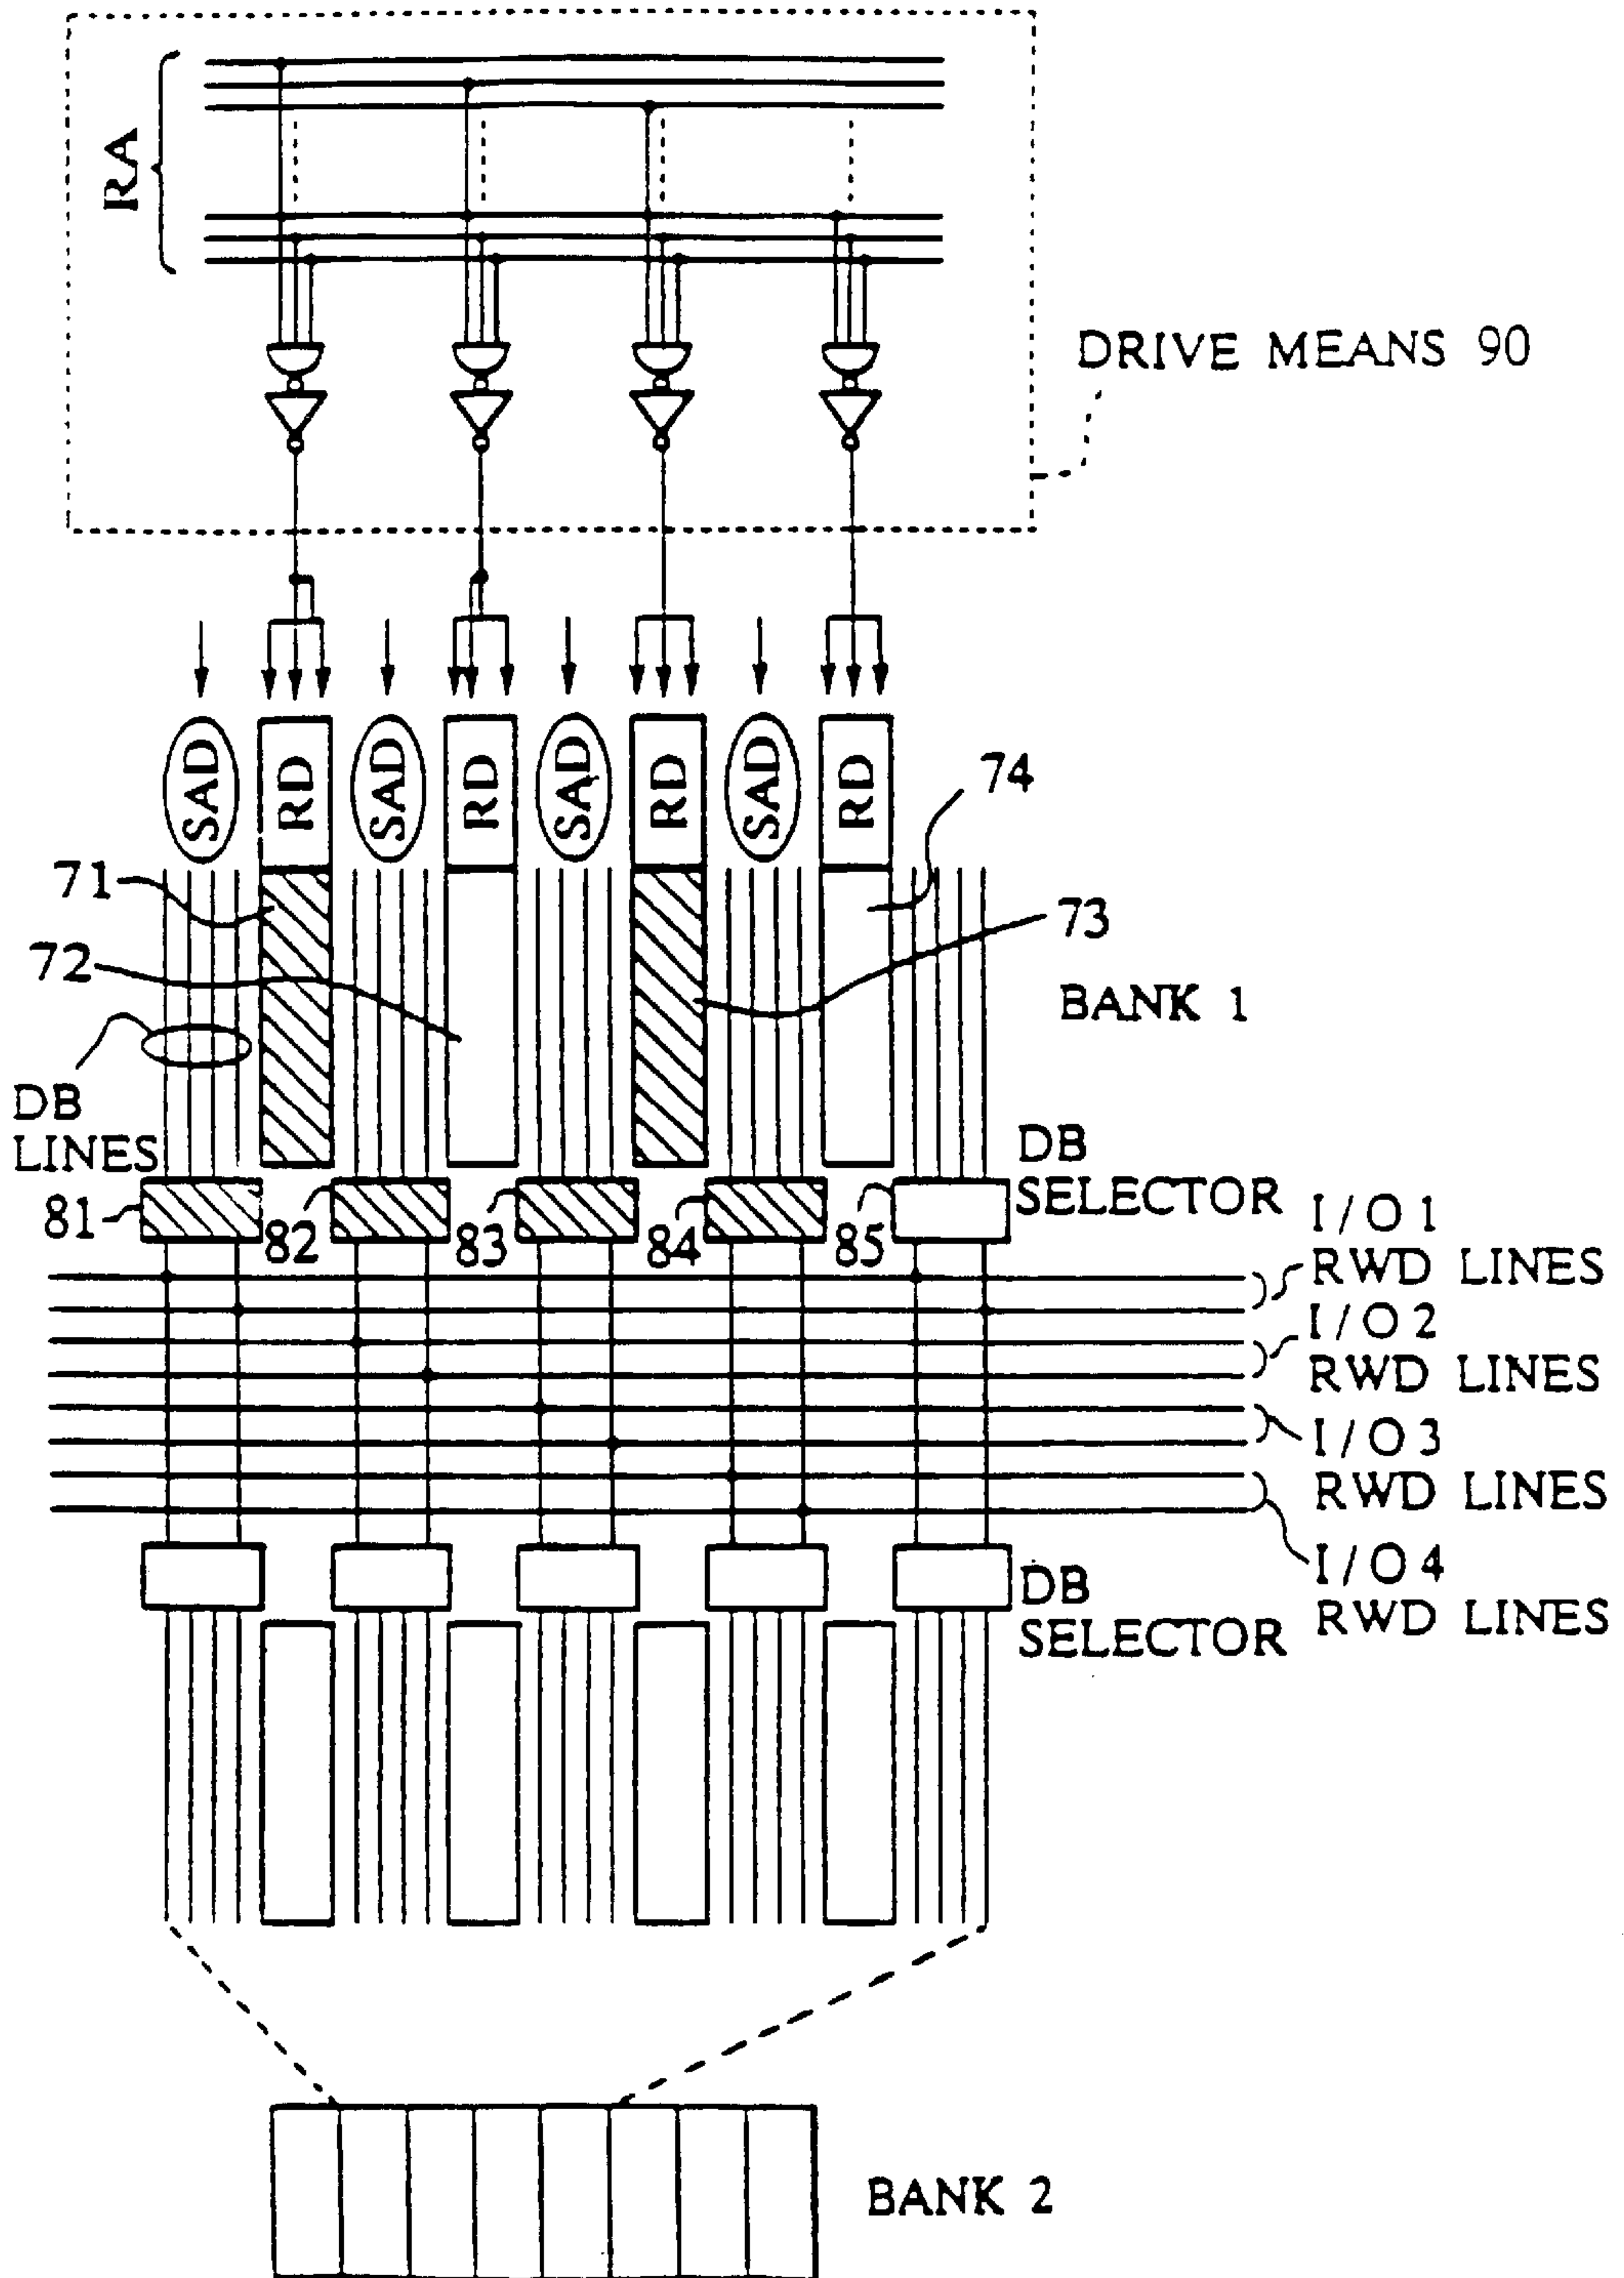 RA
DRIVE MEANS 90
SAD
RD
SAD
RD
SAD
RD
SAD
RD
74
71
73
72
BANK 1
DB
LINES
DB
SELECTOR
81
82
83
84
85
I/O 1
RWD LINES
I/O 2
RWD LINES
I/O 3
RWD LINES
I/O 4
RWD LINES
DB
SELECTOR
BANK 2